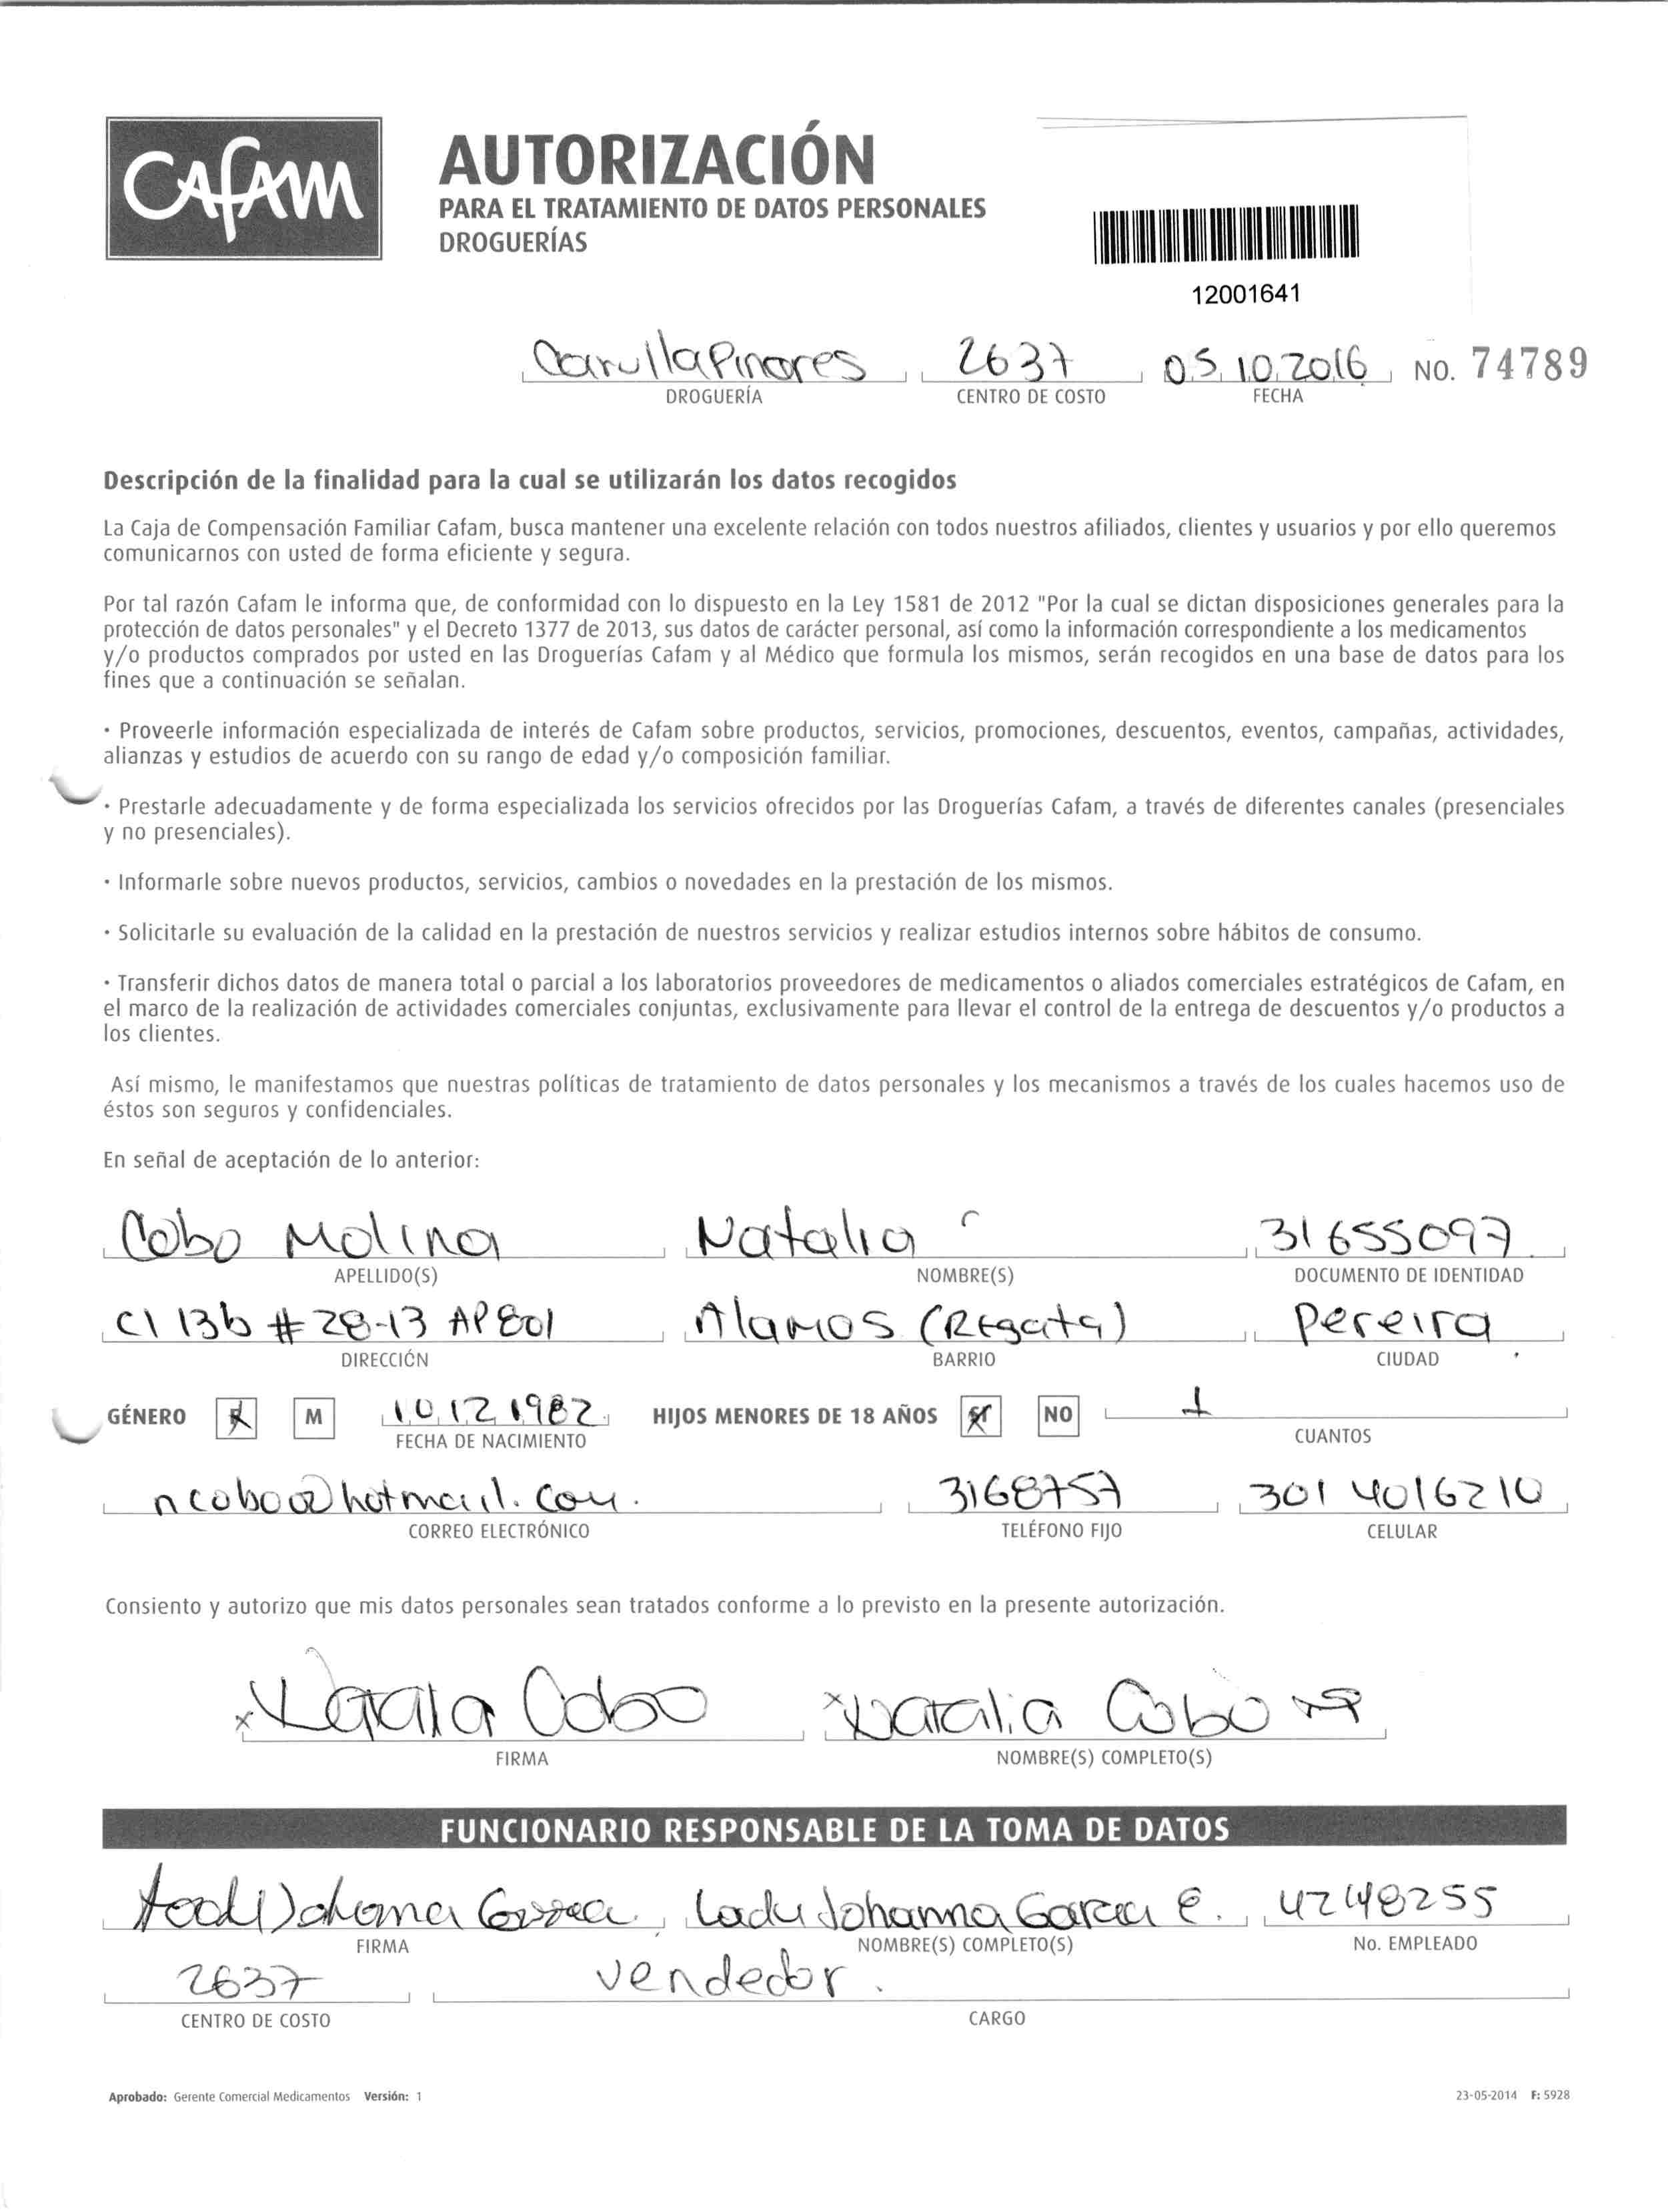 CAFAM
AUTORIZACIÓN
PARA EL TRATAMIENTO DE DATOS PERSONALES
DROGUERÍAS
12001641
Carulla Pinares 2637 05 10 2016 NO. 74789
DROGUERÍA CENTRO DE COSTO FECHA
Descripción de la finalidad para la cual se utilizarán los datos recogidos
La Caja de Compensación Familiar Cafam, busca mantener una excelente relación con todos nuestros afiliados, clientes y usuarios y por ello queremos
comunicarnos con usted de forma eficiente y segura.
Por tal razón Cafam le informa que, de conformidad con lo dispuesto en la Ley 1581 de 2012 "Por la cual se dictan disposiciones generales para la
protección de datos personales" y el Decreto 1377 de 2013, sus datos de carácter personal, así como la información correspondiente a los medicamentos
y/o productos comprados por usted en las Droguerías Cafam y al Médico que formula los mismos, serán recogidos en una base de datos para los
fines que a continuación se señalan.
· Proveerle información especializada de interés de Cafam sobre productos, servicios, promociones, descuentos, eventos, campañas, actividades,
alianzas y estudios de acuerdo con su rango de edad y/o composición familiar.
· Prestarle adecuadamente y de forma especializada los servicios ofrecidos por las Droguerías Cafam, a través de diferentes canales (presenciales
y no presenciales).
· Informarle sobre nuevos productos, servicios, cambios o novedades en la prestación de los mismos.
· Solicitarle su evaluación de la calidad en la prestación de nuestros servicios y realizar estudios internos sobre hábitos de consumo.
· Transferir dichos datos de manera total o parcial a los laboratorios proveedores de medicamentos o aliados comerciales estratégicos de Cafam, en
el marco de la realización de actividades comerciales conjuntas, exclusivamente para llevar el control de la entrega de descuentos y/o productos a
los clientes.
Así mismo, le manifestamos que nuestras políticas de tratamiento de datos personales y los mecanismos a través de los cuales hacemos uso de
éstos son seguros y confidenciales.
En señal de aceptación de lo anterior:
Cobo Molina Natalia 31655097
APELLIDO(S) NOMBRE(S) DOCUMENTO DE IDENTIDAD
Cl 13b # 28-13 AP 801 Alamos (Regata) Pereira
DIRECCIÓN BARRIO CIUDAD
GÉNERO F M 10 12 1982 HIJOS MENORES DE 18 AÑOS SI NO 1
FECHA DE NACIMIENTO CUANTOS
ncobo@hotmail.com. 3168757 301 4016210
CORREO ELECTRÓNICO TELÉFONO FIJO CELULAR
Consiento y autorizo que mis datos personales sean tratados conforme a lo previsto en la presente autorización.
x Natalia Cobo x Natalia Cobo
FIRMA NOMBRE(S) COMPLETO(S)
FUNCIONARIO RESPONSABLE DE LA TOMA DE DATOS
Johana Lady Johanna Garcia E. 42148255
FIRMA NOMBRE(S) COMPLETO(S) No. EMPLEADO
2637 vendedor.
CENTRO DE COSTO CARGO
Aprobado: Gerente Comercial Medicamentos Versión: 1 23-05-2014 F: 5928